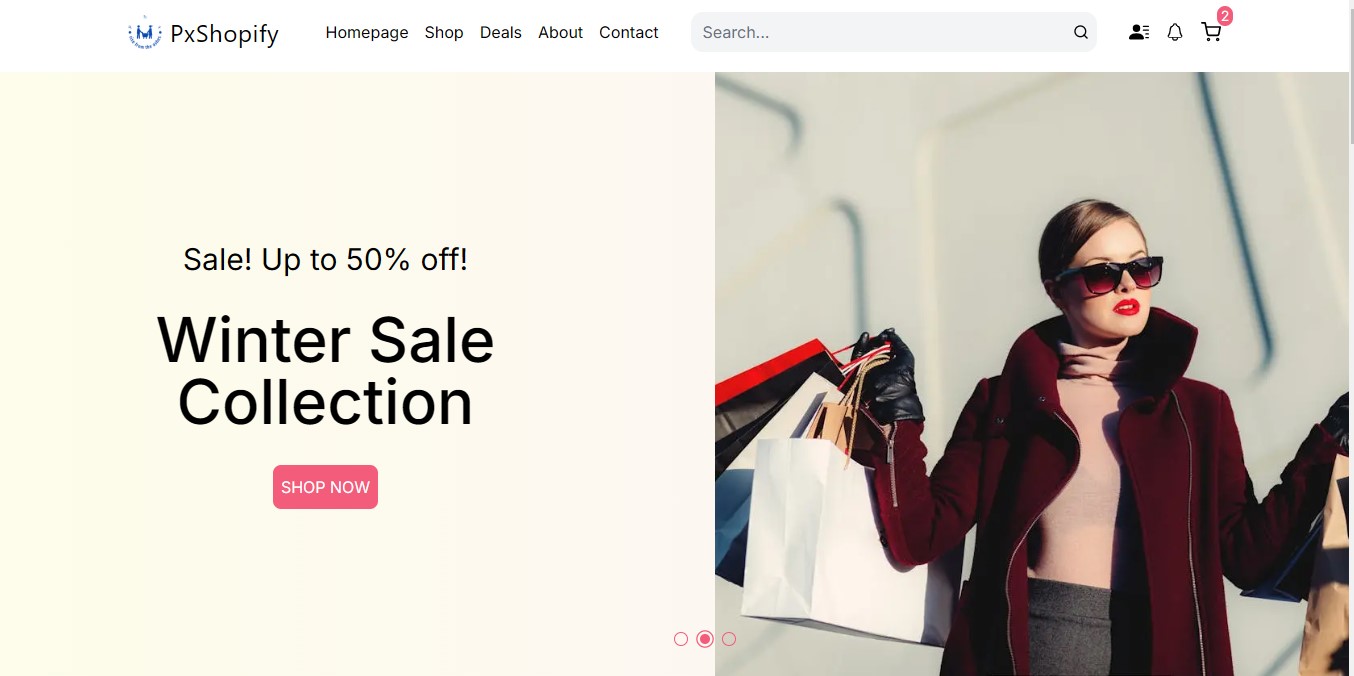 PxShopify
Homepage Shop Deals About Contact
Search...
2
Sale! Up to 50% off!
Winter Sale
Collection
SHOP NOW